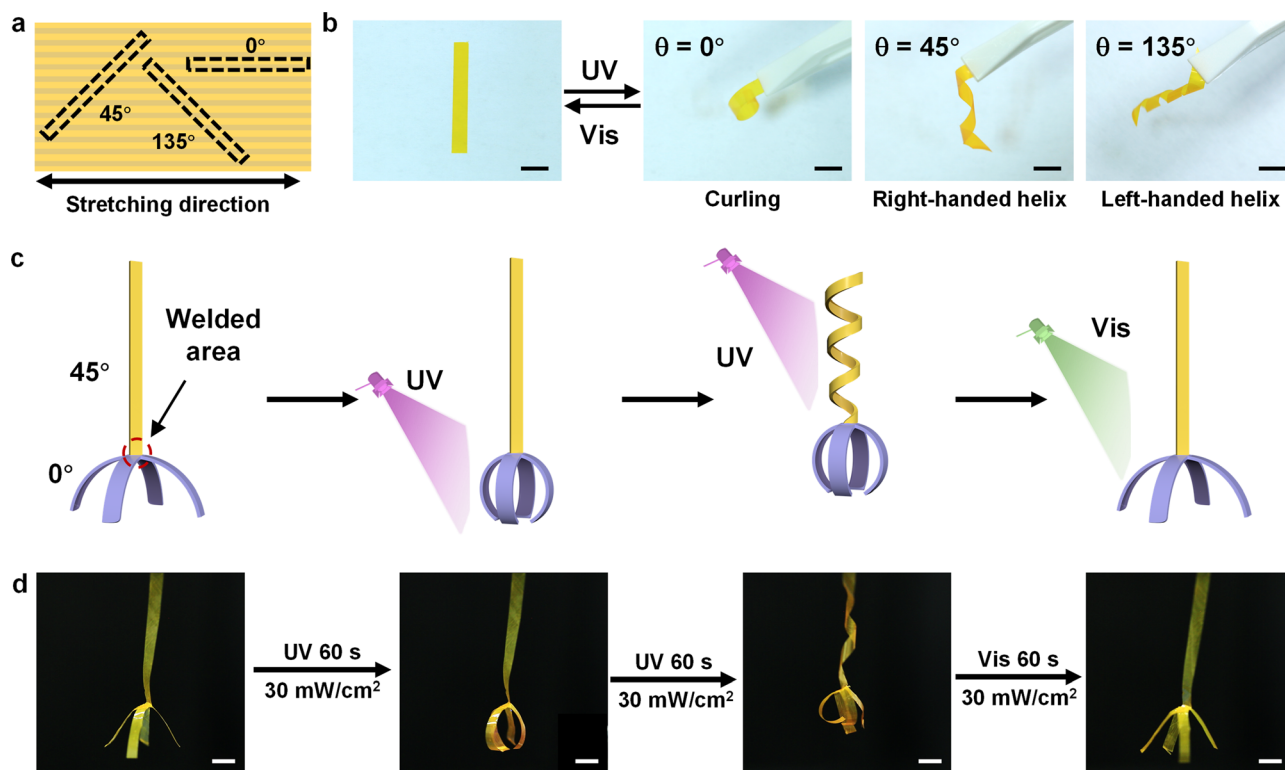 a
0°
45°
135°
Stretching direction
b
UV
Vis
θ = 0°
Curling
θ = 45°
Right-handed helix
θ = 135°
Left-handed helix
c
45°
0°
Welded
area
UV
UV
Vis
d
UV 60 s
30 mW/cm²
UV 60 s
30 mW/cm²
Vis 60 s
30 mW/cm²